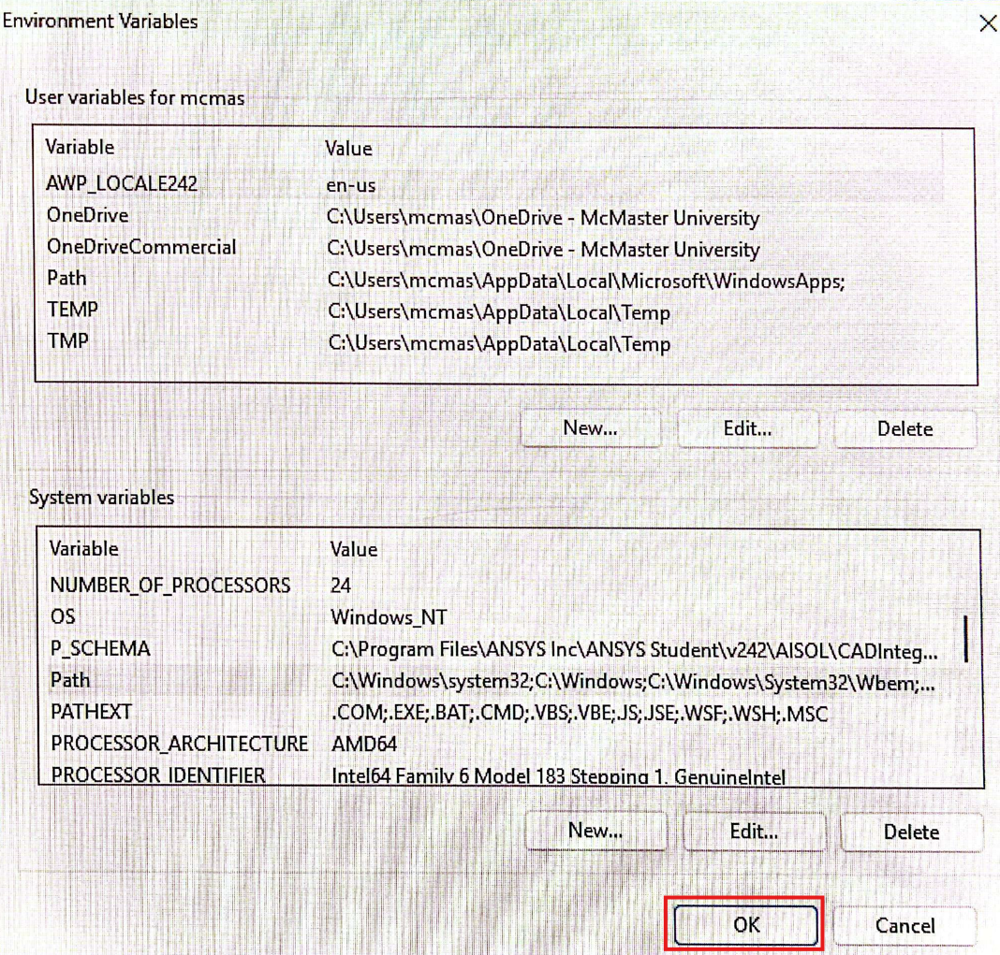 Environment Variables
User variables for mcmas
Variable Value
AWP_LOCALE242 en-us
OneDrive C:\Users\mcmas\OneDrive - McMaster University
OneDriveCommercial C:\Users\mcmas\OneDrive - McMaster University
Path C:\Users\mcmas\AppData\Local\Microsoft\WindowsApps;
TEMP C:\Users\mcmas\AppData\Local\Temp
TMP C:\Users\mcmas\AppData\Local\Temp
New... Edit... Delete
System variables
Variable Value
NUMBER_OF_PROCESSORS 24
OS Windows_NT
P_SCHEMA C:\Program Files\ANSYS Inc\ANSYS Student\v242\AISOL\CADInteg...
Path C:\Windows\system32;C:\Windows;C:\Windows\System32\Wbem;...
PATHEXT .COM;.EXE;.BAT;.CMD;.VBS;.VBE;.JS;.JSE;.WSF;.WSH;.MSC
PROCESSOR_ARCHITECTURE AMD64
PROCESSOR_IDENTIFIER Intel64 Family 6 Model 183 Stepping 1, GenuineIntel
New... Edit... Delete
OK Cancel